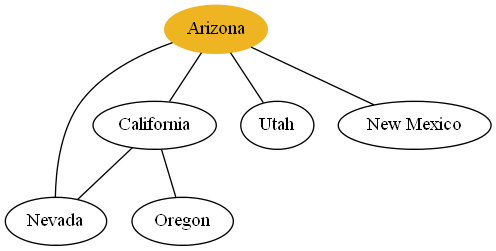 Arizona
California
Utah
New Mexico
Nevada
Oregon